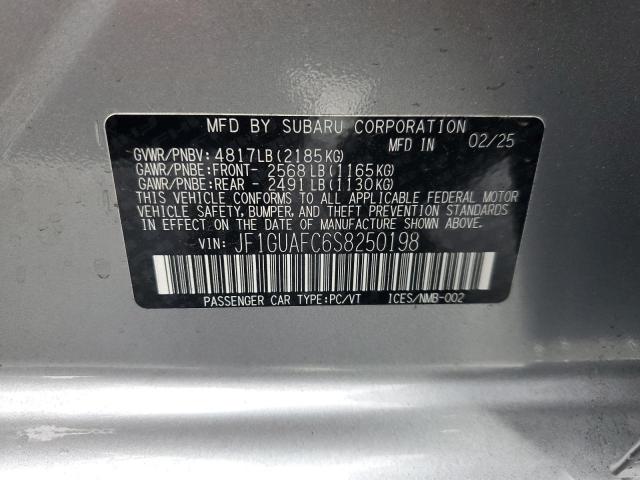 MFD BY SUBARU CORPORATION
MFD IN 02/25
GVWR/PNBV: 4817LB(2185KG)
GAWR/PNBE:FRONT- 2568LB(1165KG)
GAWR/PNBE:REAR - 2491LB(1130KG)
THIS VEHICLE CONFORMS TO ALL APPLICABLE FEDERAL MOTOR
VEHICLE SAFETY, BUMPER, AND THEFT PREVENTION STANDARDS
IN EFFECT ON THE DATE OF MANUFACTURE SHOWN ABOVE.
VIN: JF1GUAFC6S8250198
PASSENGER CAR TYPE:PC/VT ICES/NMB-002